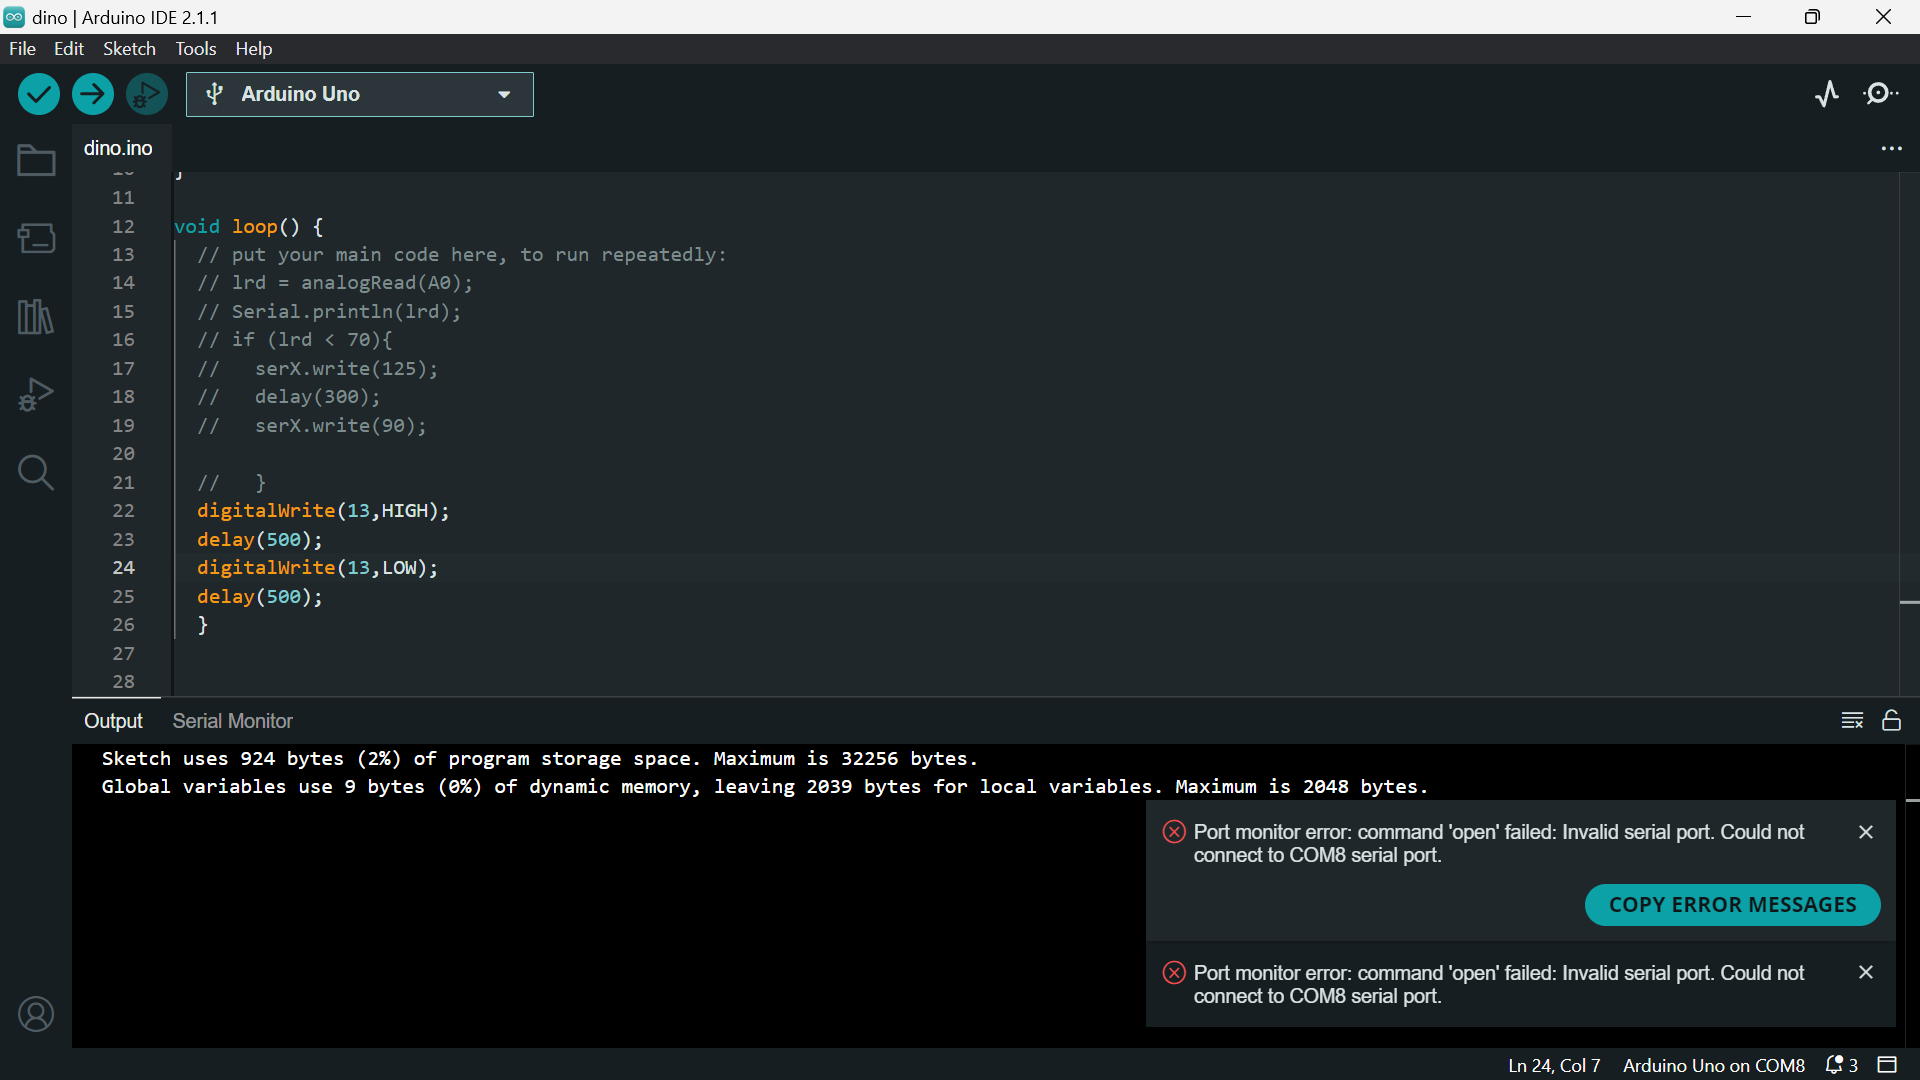 dino | Arduino IDE 2.1.1
File Edit Sketch Tools Help
Arduino Uno
dino.ino
11
12 void loop() {
13 // put your main code here, to run repeatedly:
14 // lrd = analogRead(A0);
15 // Serial.println(lrd);
16 // if (lrd < 70){
17 // serX.write(125);
18 // delay(300);
19 // serX.write(90);
20
21 // }
22 digitalWrite(13,HIGH);
23 delay(500);
24 digitalWrite(13,LOW);
25 delay(500);
26 }
27
28
Output Serial Monitor
Sketch uses 924 bytes (2%) of program storage space. Maximum is 32256 bytes.
Global variables use 9 bytes (0%) of dynamic memory, leaving 2039 bytes for local variables. Maximum is 2048 bytes.
Port monitor error: command 'open' failed: Invalid serial port. Could not
connect to COM8 serial port.
COPY ERROR MESSAGES
Port monitor error: command 'open' failed: Invalid serial port. Could not
connect to COM8 serial port.
Ln 24, Col 7 Arduino Uno on COM8 3